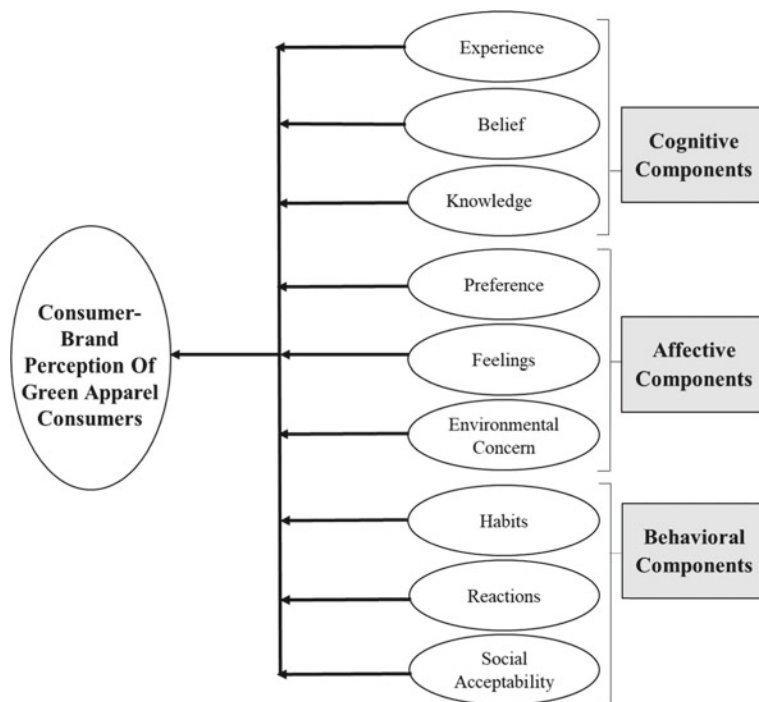 Experience
Belief
Knowledge
Cognitive
Components
Preference
Feelings
Environmental
Concern
Affective
Components
Habits
Reactions
Social
Acceptability
Behavioral
Components
Consumer-
Brand
Perception Of
Green Apparel
Consumers